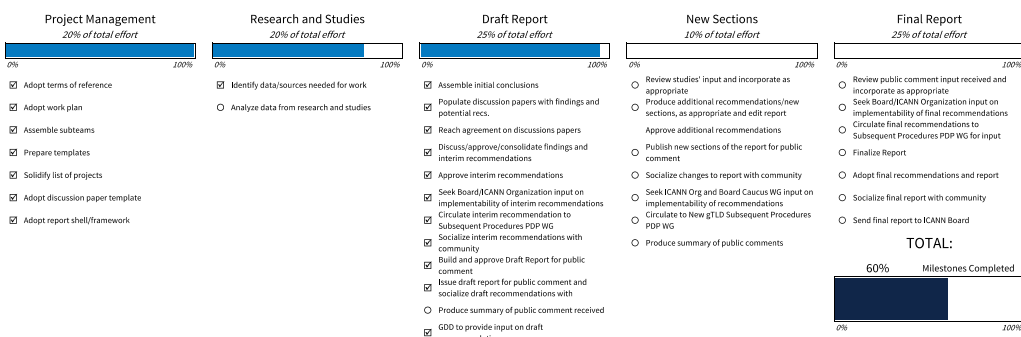 Project Management
20% of total effort
0% 100%
Adopt terms of reference
Adopt work plan
Assemble subteams
Prepare templates
Solidify list of projects
Adopt discussion paper template
Adopt report shell/framework
Research and Studies
20% of total effort
0% 100%
Identify data/sources needed for work
Analyze data from research and studies
Draft Report
25% of total effort
0% 100%
Assemble initial conclusions
Populate discussion papers with findings and
potential recs.
Reach agreement on discussions papers
Discuss/approve/consolidate findings and
interim recommendations
Approve interim recommendations
Seek Board/ICANN Organization input on
implementability of interim recommendations
Circulate interim recommendation to
Subsequent Procedures PDP WG
Socialize interim recommendations with
community
Build and approve Draft Report for public
comment
Issue draft report for public comment and
socialize draft recommendations with
Produce summary of public comment received
GDD to provide input on draft
New Sections
10% of total effort
0% 100%
Review studies' input and incorporate as
appropriate
Produce additional recommendations/new
sections, as appropriate and edit report
Approve additional recommendations
Publish new sections of the report for public
comment
Socialize changes to report with community
Seek ICANN Org and Board Caucus WG input on
implementability of recommendations
Circulate to New gTLD Subsequent Procedures
PDP WG
Produce summary of public comments
Final Report
25% of total effort
0% 100%
Review public comment input received and
incorporate as appropriate
Seek Board/ICANN Organization input on
implementability of final recommendations
Circulate final recommendations to
Subsequent Procedures PDP WG for input
Finalize Report
Adopt final recommendations and report
Socialize final report with community
Send final report to ICANN Board
TOTAL:
60% Milestones Completed
0% 100%